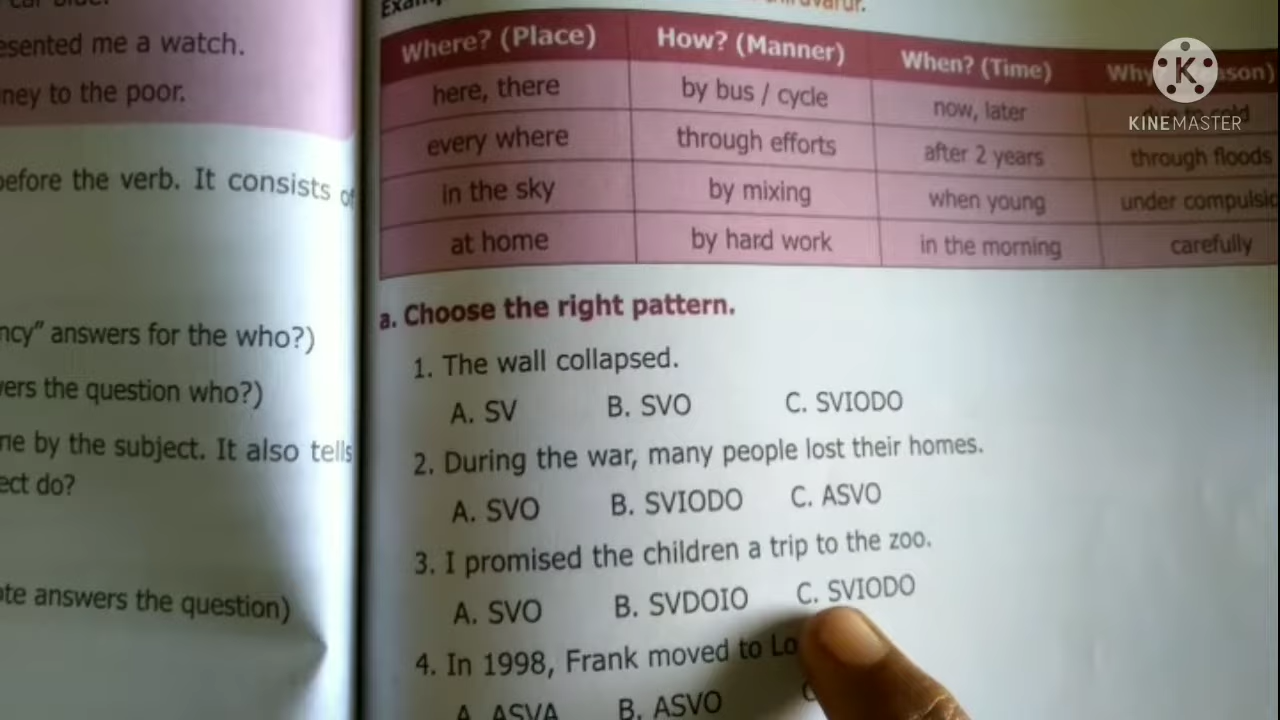 esented me a watch.
ney to the poor.
before the verb. It consists of
ncy" answers for the who?)
ers the question who?)
ne by the subject. It also tells
ect do?
ote answers the question)
Where? (Place) How? (Manner) When? (Time) Why
here, there by bus / cycle now, later
every where through efforts after 2 years through floods
in the sky by mixing when young under compulsio
at home by hard work in the morning carefully
a. Choose the right pattern.
1. The wall collapsed.
A. SV B. SVO C. SVIODO
2. During the war, many people lost their homes.
A. SVO B. SVIODO C. ASVO
3. I promised the children a trip to the zoo.
A. SVO B. SVDOIO C. SVIODO
4. In 1998, Frank moved to Lo
A. ASVA B. ASVO
K
KINEMASTER